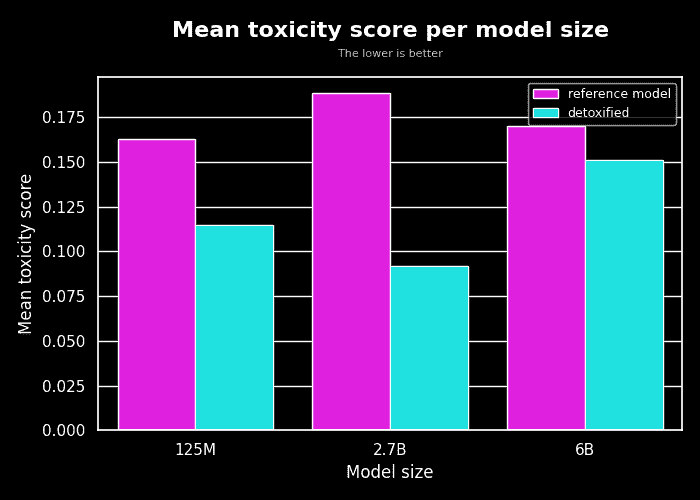 Mean toxicity score per model size
The lower is better
reference model
detoxified
Mean toxicity score
0.175
0.150
0.125
0.100
0.075
0.050
0.025
0.000
125M 2.7B 6B
Model size